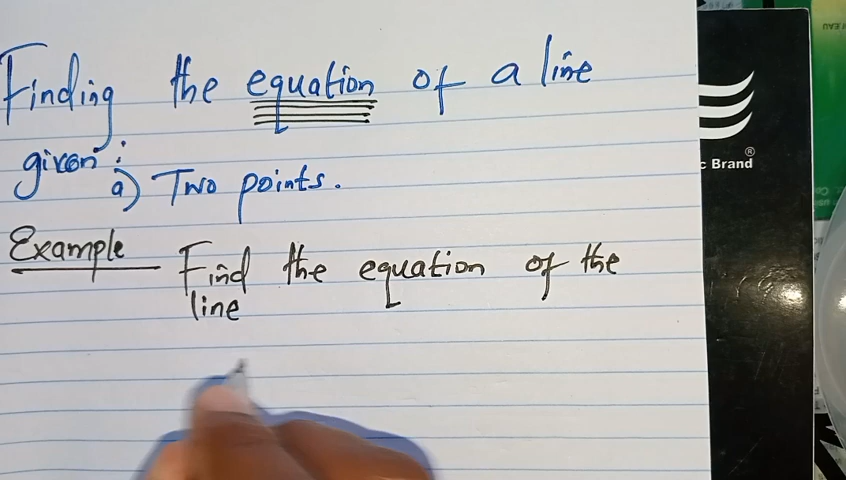 Finding the equation of a line
given:
a) Two points.
Example Find the equation of the
line
c Brand
®